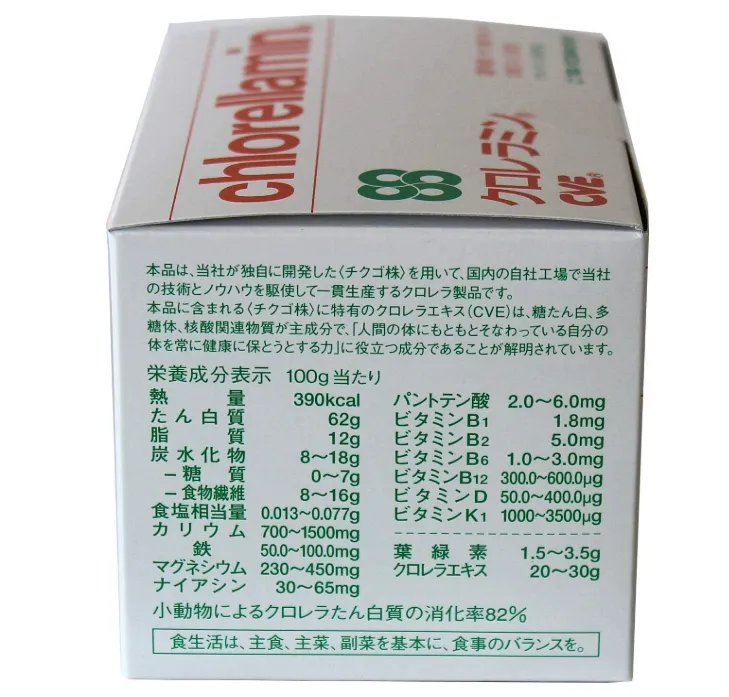 chlorellamin®
クロレラミン®
CVE®
本品は、当社が独自に開発した〈チクゴ株〉を用いて、国内の自社工場で当社
の技術とノウハウを駆使して一貫生産するクロレラ製品です。
本品に含まれる〈チクゴ株〉に特有のクロレラエキス(CVE)は、糖たん白、多
糖体、核酸関連物質が主成分で、「人間の体にもともとそなわっている自分の
体を常に健康に保とうとする力」に役立つ成分であることが解明されています。
栄養成分表示 100g当たり
熱量 390kcal
たん白質 62g
脂質 12g
炭水化物 8〜18g
−糖質 0〜7g
−食物繊維 8〜16g
食塩相当量 0.013〜0.077g
カリウム 700〜1500mg
鉄 50.0〜100.0mg
マグネシウム 230〜450mg
ナイアシン 30〜65mg
パントテン酸 2.0〜6.0mg
ビタミンB1 1.8mg
ビタミンB2 5.0mg
ビタミンB6 1.0〜3.0mg
ビタミンB12 300.0〜600.0μg
ビタミンD 50.0〜400.0μg
ビタミンK1 1000〜3500μg
葉緑素 1.5〜3.5g
クロレラエキス 20〜30g
小動物によるクロレラたん白質の消化率82%
食生活は、主食、主菜、副菜を基本に、食事のバランスを。